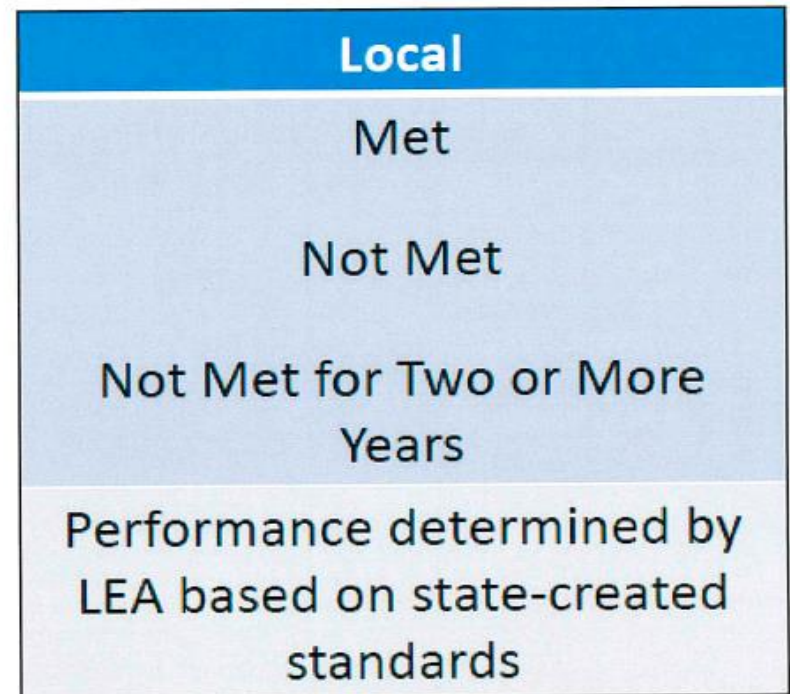 Local
Met
Not Met
Not Met for Two or More
Years
Performance determined by
LEA based on state-created
standards